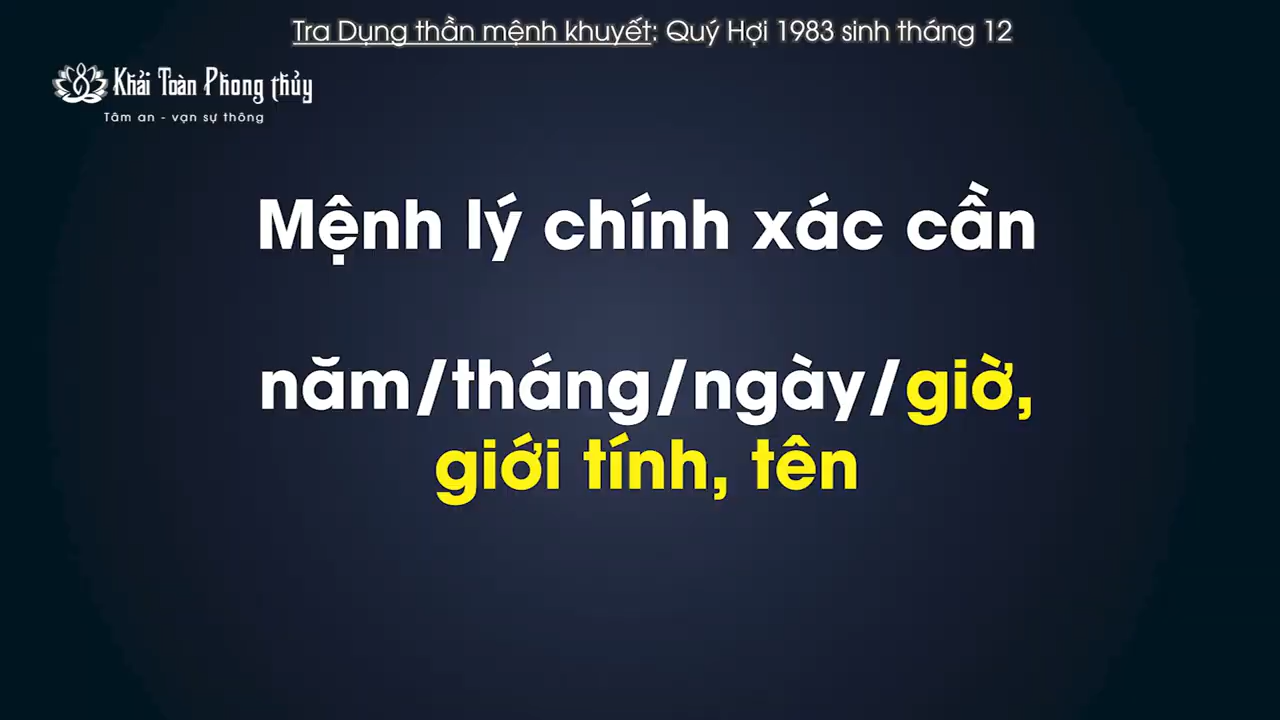 Tra Dụng thần mệnh khuyết: Quý Hợi 1983 sinh tháng 12
Khải Toàn Phong thủy
Tâm an - vạn sự thông
Mệnh lý chính xác cần
năm/tháng/ngày/giờ,
giới tính, tên